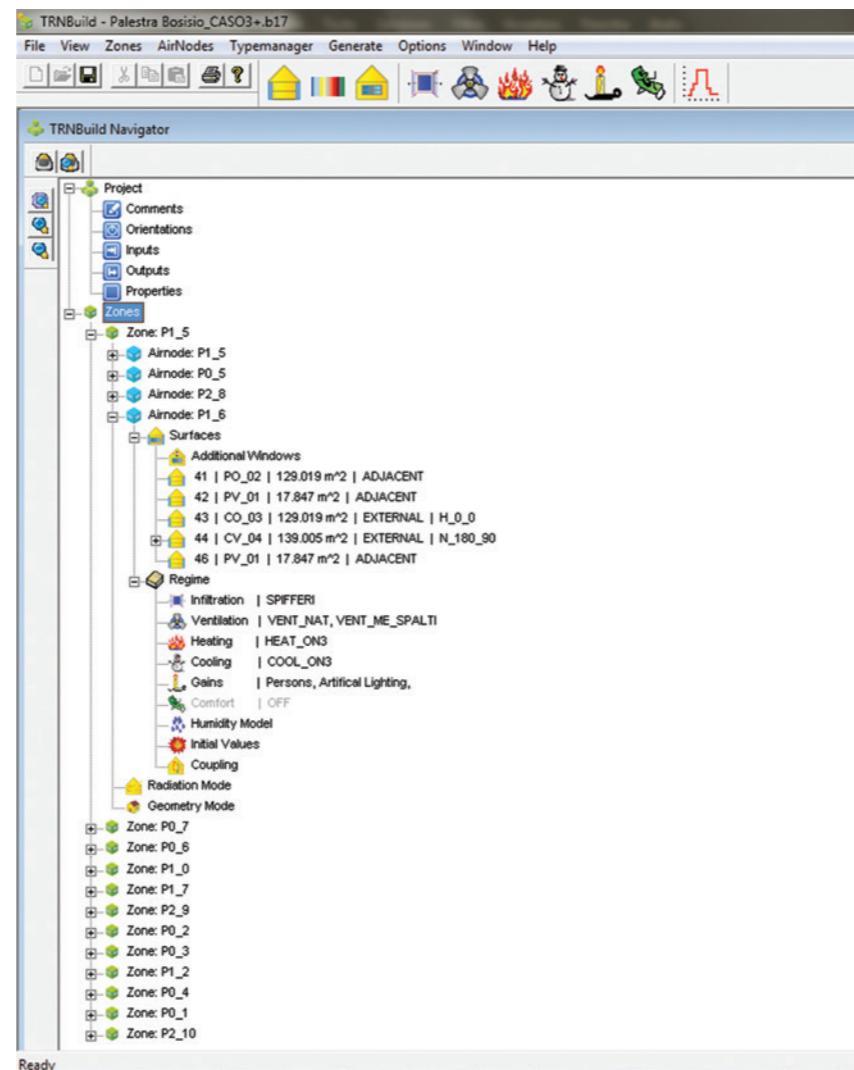 TRNBuild - Palestra Bosisio_CASO3+.b17
File View Zones AirNodes Typemanager Generate Options Window Help
TRNBuild Navigator
Project
Comments
Orientations
Inputs
Outputs
Properties
Zones
Zone: P1_5
Airnode: P1_5
Airnode: P0_5
Airnode: P2_8
Airnode: P1_6
Surfaces
Additional Windows
41 | PO_02 | 129.019 m^2 | ADJACENT
42 | PV_01 | 17.847 m^2 | ADJACENT
43 | CO_03 | 129.019 m^2 | EXTERNAL | H_0_0
44 | CV_04 | 139.005 m^2 | EXTERNAL | N_180_90
46 | PV_01 | 17.847 m^2 | ADJACENT
Regime
Infiltration | SPIFFERI
Ventilation | VENT_NAT, VENT_ME_SPALTI
Heating | HEAT_ON3
Cooling | COOL_ON3
Gains | Persons, Artifical Lighting,
Comfort | OFF
Humidity Model
Initial Values
Coupling
Radiation Mode
Geometry Mode
Zone: P0_7
Zone: P0_6
Zone: P1_0
Zone: P1_7
Zone: P2_9
Zone: P0_2
Zone: P0_3
Zone: P1_2
Zone: P0_4
Zone: P0_1
Zone: P2_10
Ready